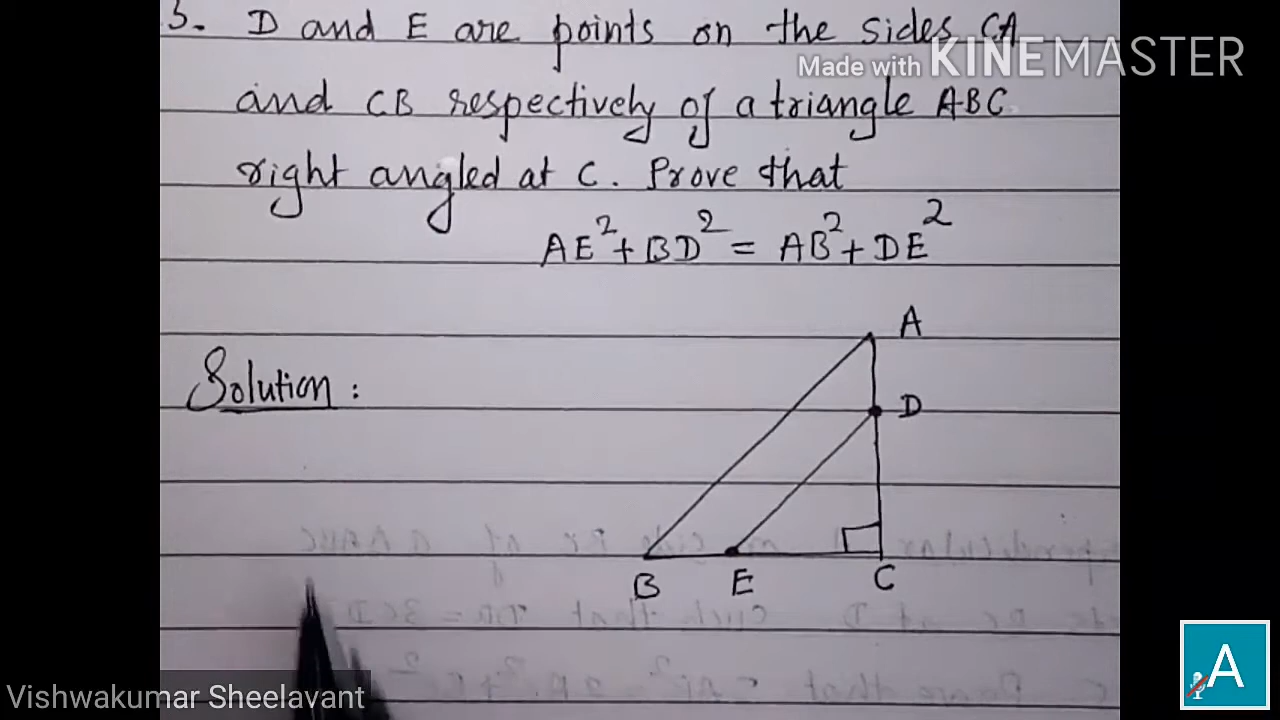 3. D and E are points on the sides CA
Made with KINEMASTER
and CB respectively of a triangle ABC
right angled at C. Prove that
AE² + BD² = AB² + DE²
A
Solution :
D
B E C
Vishwakumar Sheelavant
A